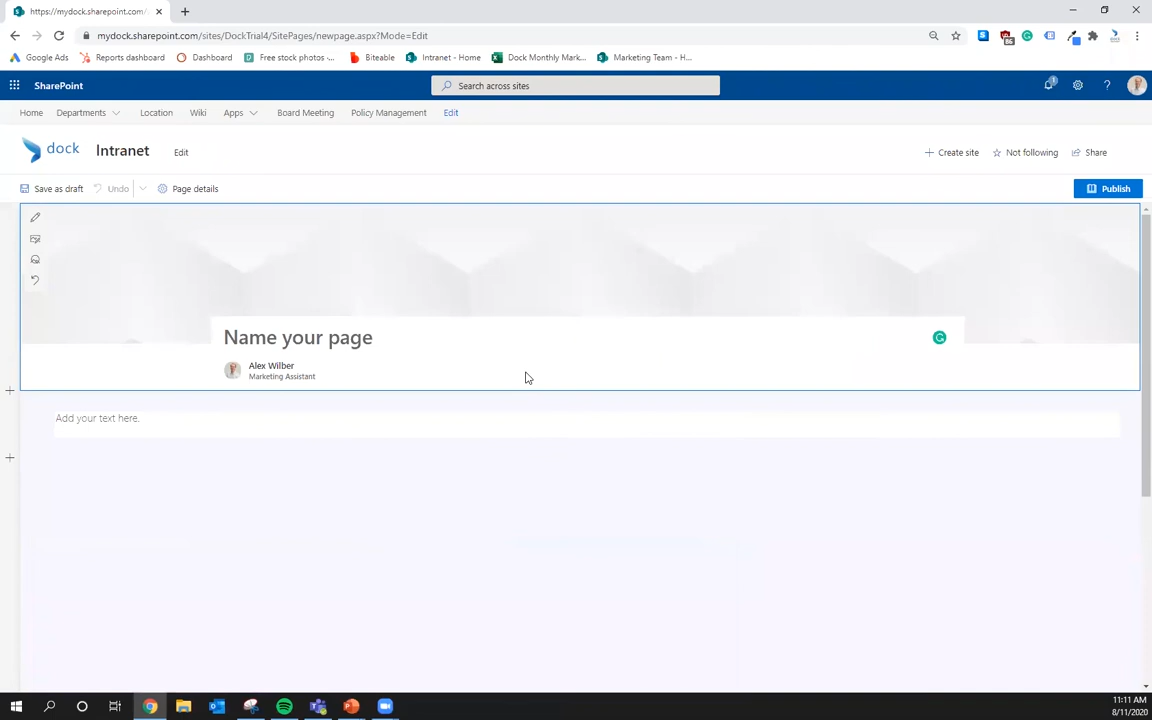 https://mydock.sharepoint.com/
mydock.sharepoint.com/sites/DockTrial4/SitePages/newpage.aspx?Mode=Edit
Google Ads Reports dashboard Dashboard Free stock photos -... Biteable Intranet - Home Dock Monthly Mark... Marketing Team - H...
SharePoint Search across sites 1 ?
Home Departments Location Wiki Apps Board Meeting Policy Management Edit
dock Intranet Edit Create site Not following Share
Save as draft Undo Page details Publish
Name your page
Alex Wilber
Marketing Assistant
Add your text here.
11:11 AM
8/11/2020